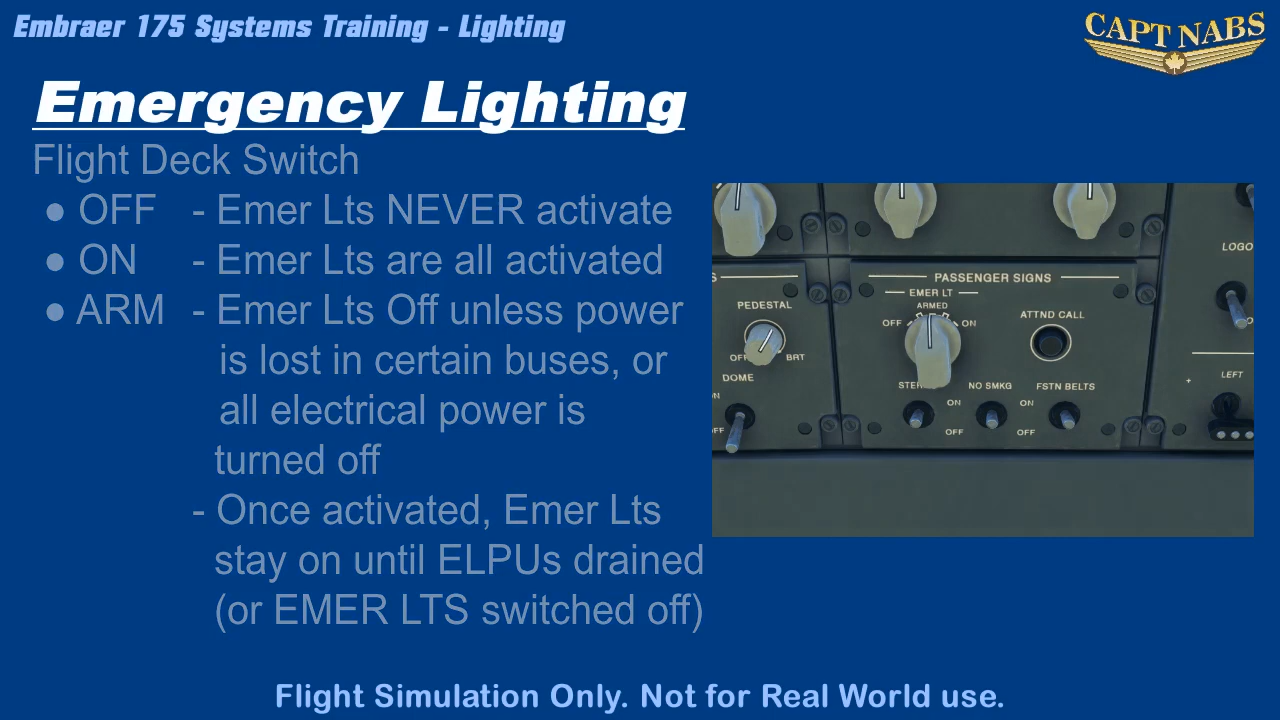 Embraer 175 Systems Training - Lighting
CAPT NABS
Emergency Lighting
Flight Deck Switch
● OFF - Emer Lts NEVER activate
● ON - Emer Lts are all activated
● ARM - Emer Lts Off unless power
is lost in certain buses, or
all electrical power is
turned off
- Once activated, Emer Lts
stay on until ELPUs drained
(or EMER LTS switched off)
LOGO
S PASSENGER SIGNS
EMER LT
PEDESTAL ARMED
ATTND CALL
OFF ON
OFF BRT
DOME LEFT
+
NO SMKG FSTN BELTS
ON ON
OFF OFF
Flight Simulation Only. Not for Real World use.